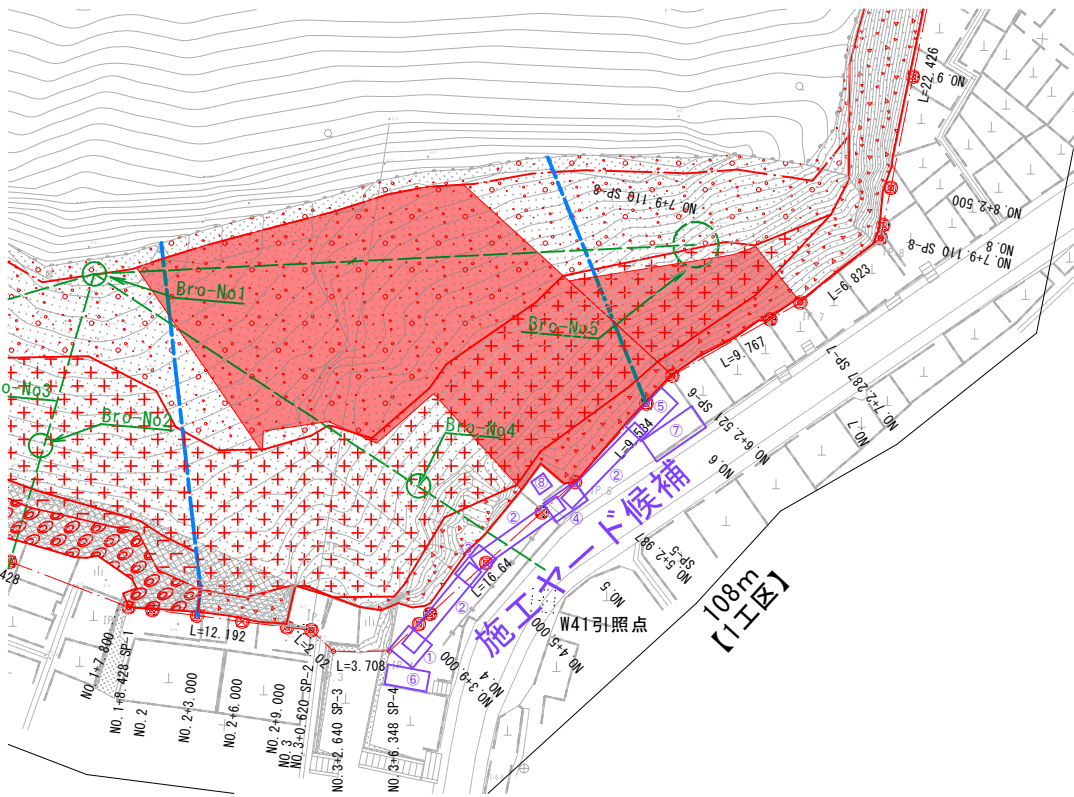 L=22.426
NO.9
NO.7+9.110 SP-8
NO.8+2.500
NO.8
NO.7+9.110 SP-8
Bro-No1
L=6.823
Bro-No5
L=9.767
SP-7
NO.7+2.287
NO.7
o-No3
Bro-No2
Bro-No4
⑤
⑦
SP-6
NO.6+2.521
NO.6
L=9.534
②
⑧
④
②
施工ヤード候補
NO.5+2.987
SP-5
NO.5
428
L=16.64
②
108m
【1工区】
W41引照点
NO.4+5.000
L=12.192
L=3.708
①
⑥
NO.3+9.000
NO.4
NO.1+7.800
NO.1+8.428 SP-1
NO.2
NO.2+3.000
NO.2+6.000
NO.2+9.000
NO.3
NO.3+0.620 SP-2
NO.3+2.640 SP-3
NO.3+6.348 SP-4